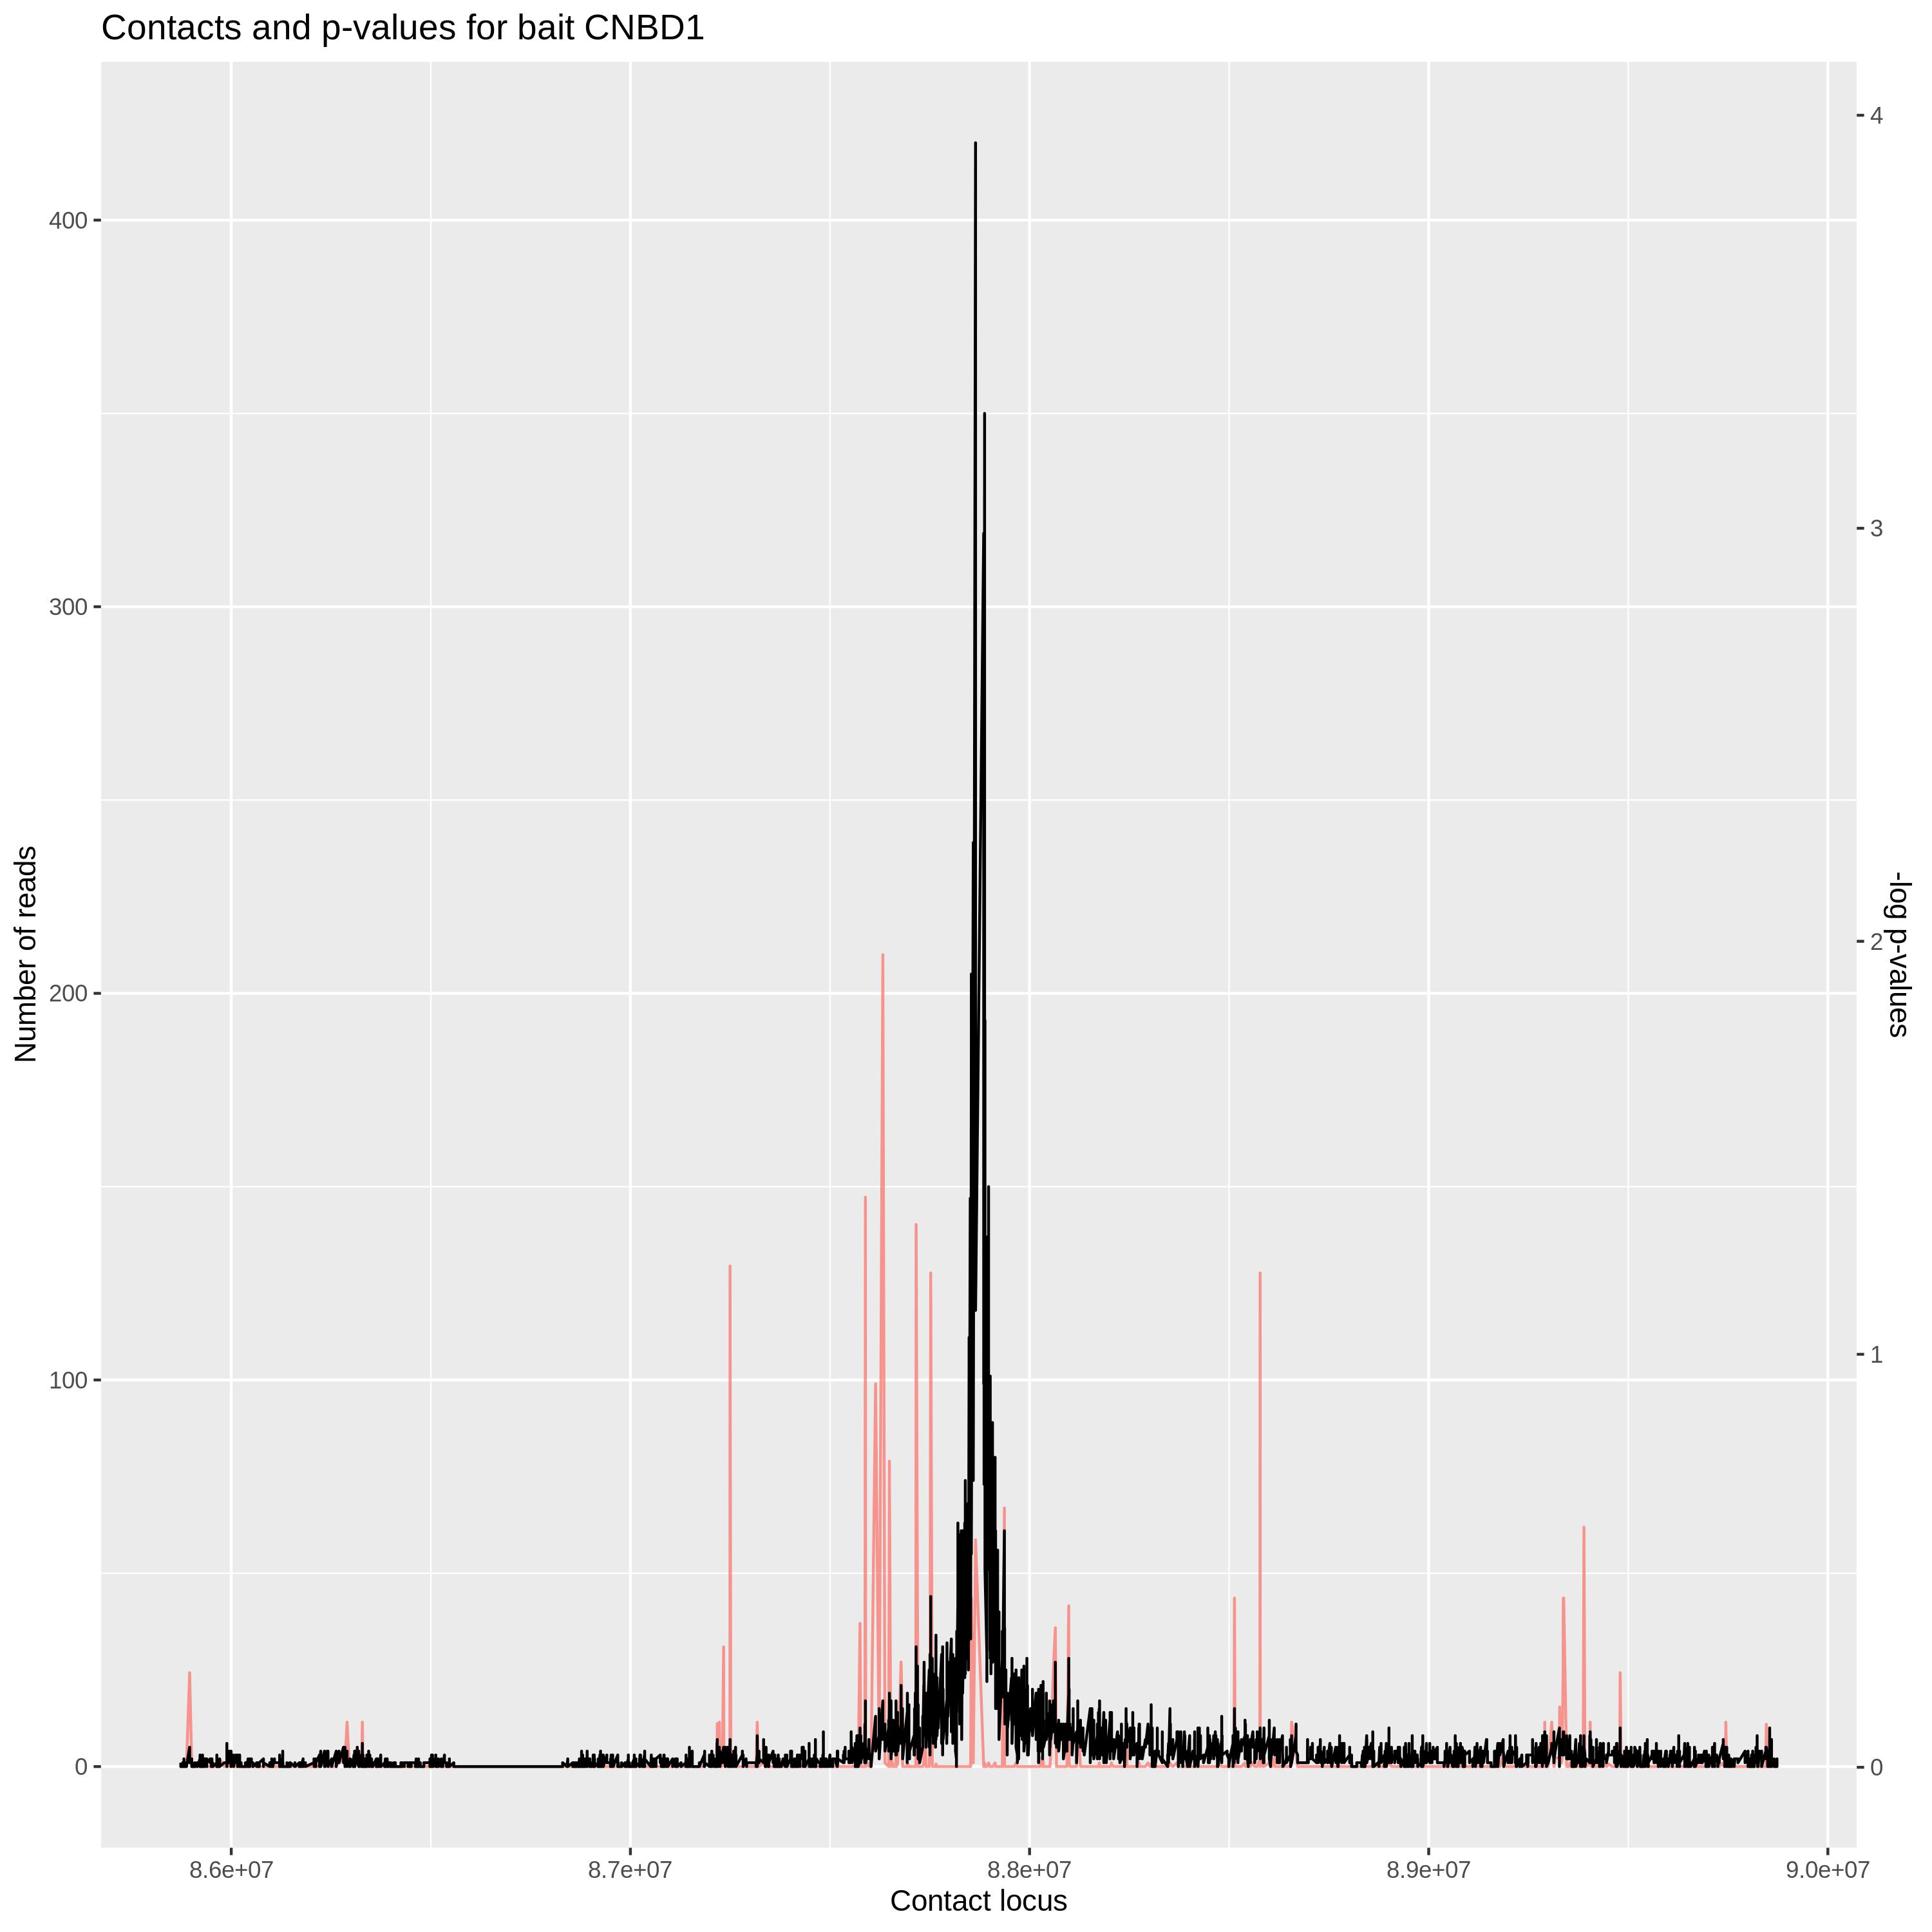 Contacts and p-values for bait CNBD1
Number of reads
400
300
200
100
0
4
3
2
1
0
-log p-values
8.6e+07
8.7e+07
8.8e+07
8.9e+07
9.0e+07
Contact locus